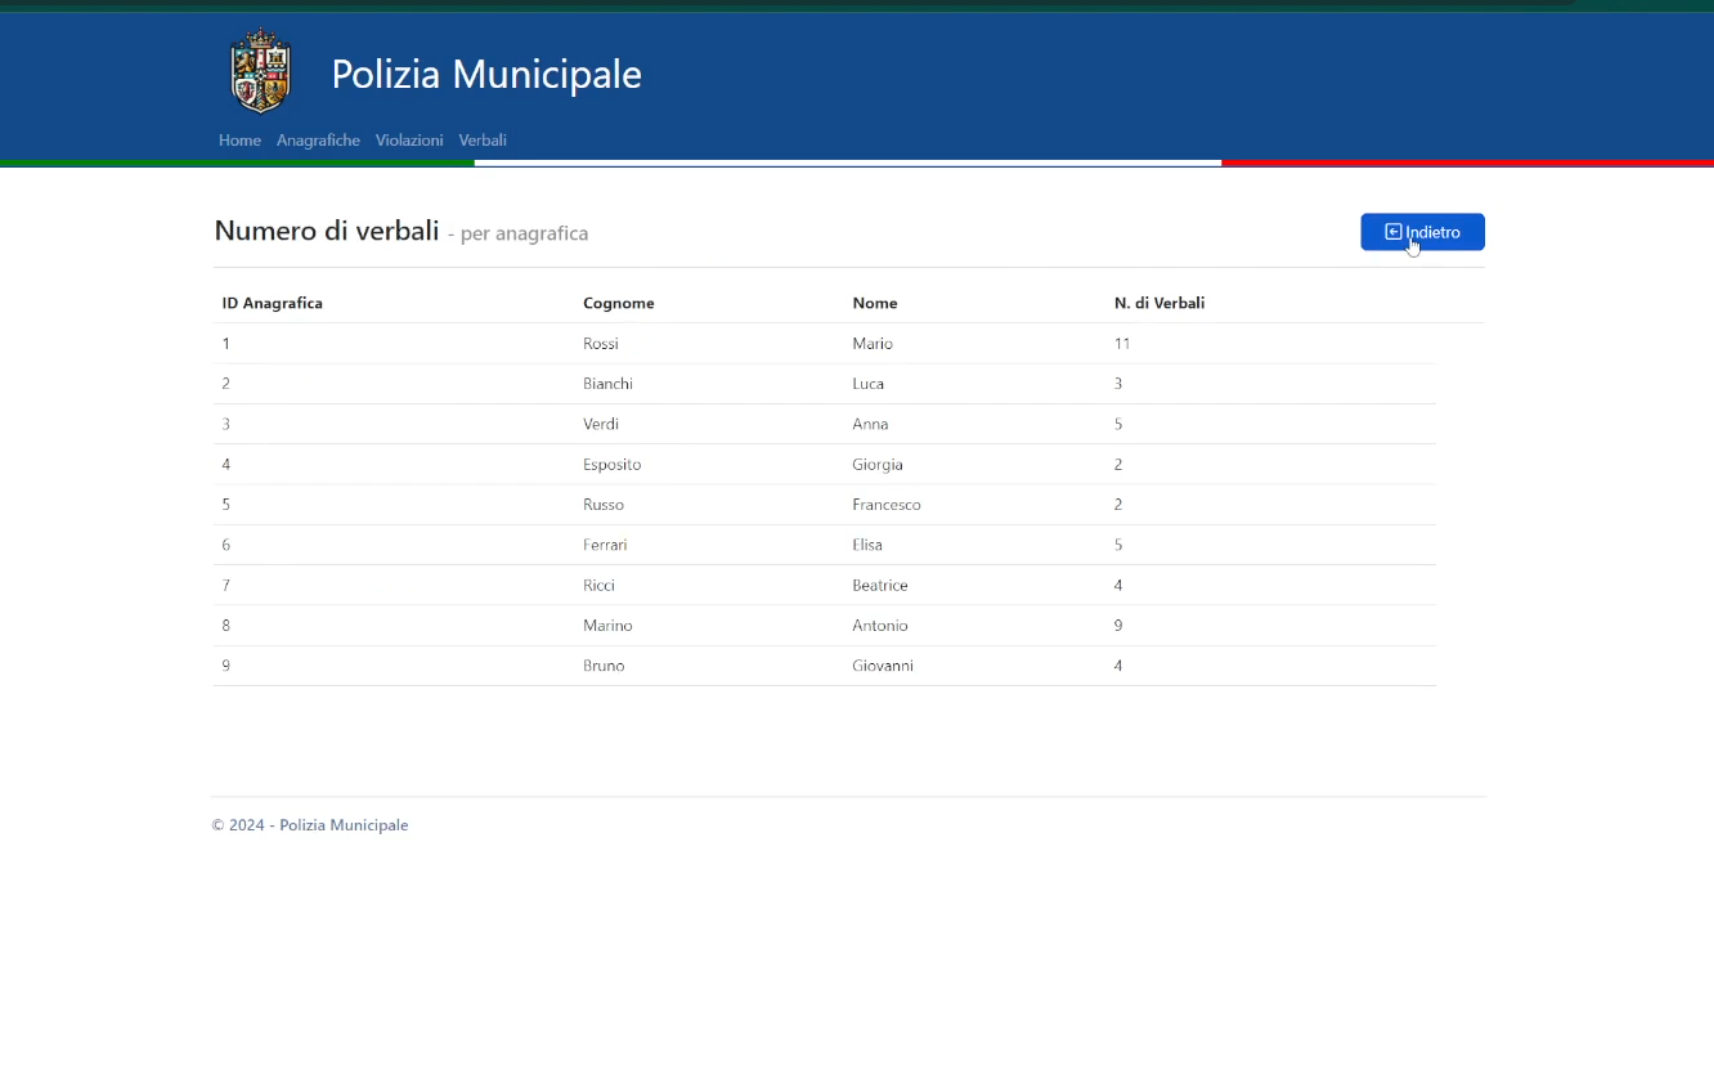 Polizia Municipale
Home Anagrafiche Violazioni Verbali
Numero di verbali - per anagrafica
Indietro
ID Anagrafica Cognome Nome N. di Verbali
1 Rossi Mario 11
2 Bianchi Luca 3
3 Verdi Anna 5
4 Esposito Giorgia 2
5 Russo Francesco 2
6 Ferrari Elisa 5
7 Ricci Beatrice 4
8 Marino Antonio 9
9 Bruno Giovanni 4
© 2024 - Polizia Municipale